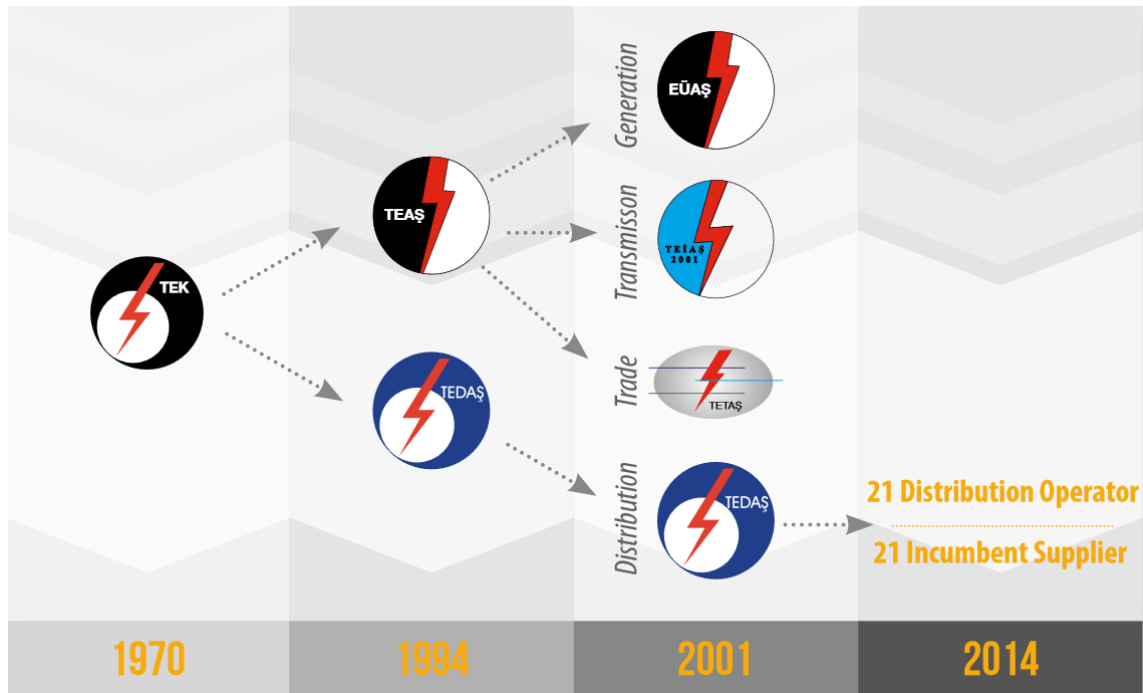 TEK
TEAŞ
TEDAŞ
Generation
EÜAŞ
Transmisson
TEİAŞ
2001
Trade
TETAŞ
Distribution
TEDAŞ
21 Distribution Operator
21 Incumbent Supplier
1970
1994
2001
2014